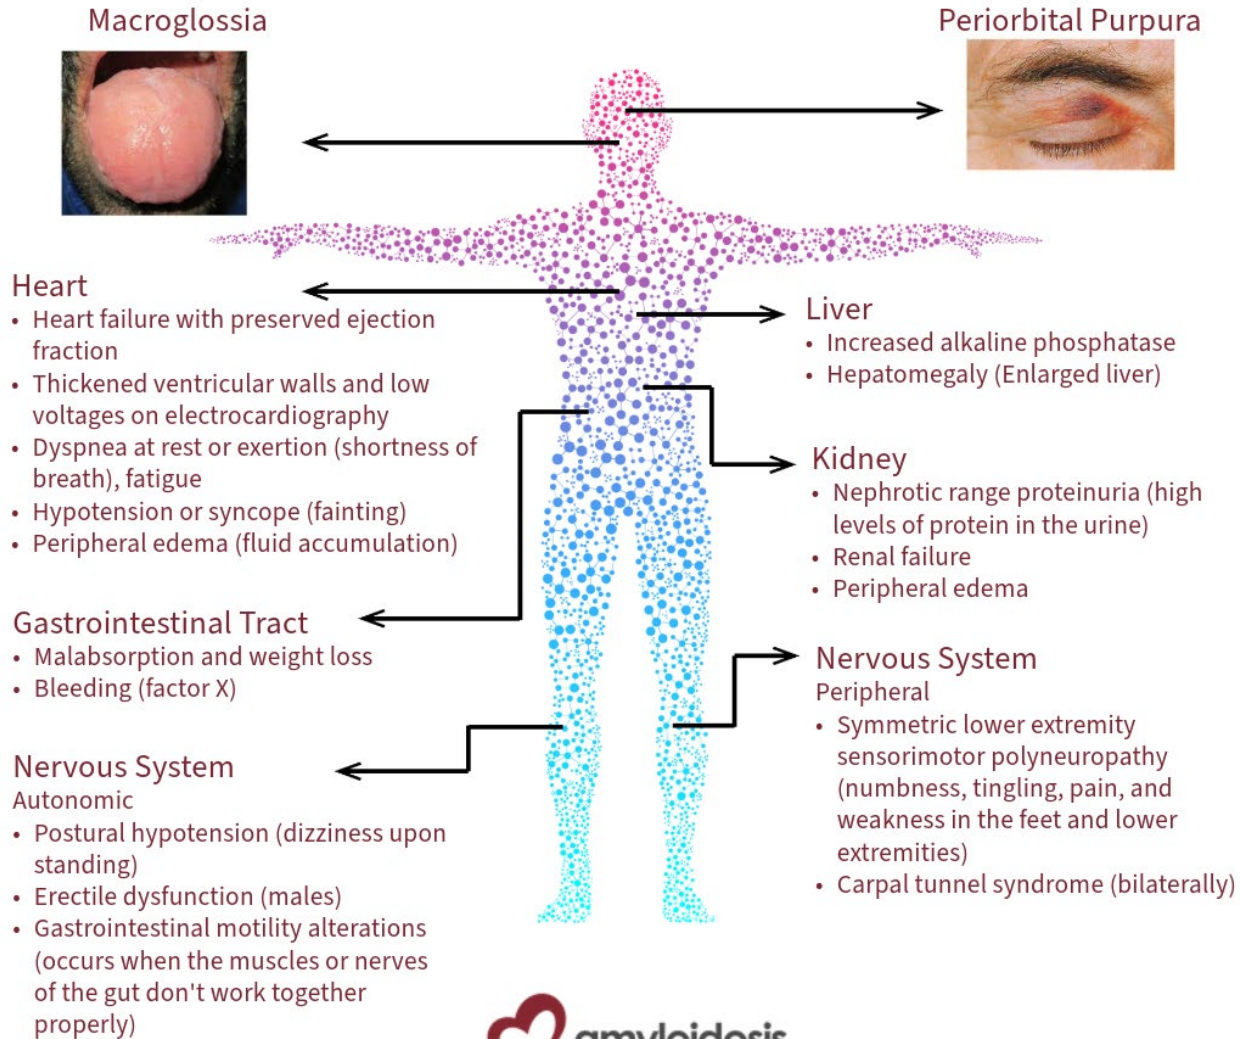 Macroglossia
Periorbital Purpura
Heart
• Heart failure with preserved ejection
fraction
• Thickened ventricular walls and low
voltages on electrocardiography
• Dyspnea at rest or exertion (shortness of
breath), fatigue
• Hypotension or syncope (fainting)
• Peripheral edema (fluid accumulation)
Gastrointestinal Tract
• Malabsorption and weight loss
• Bleeding (factor X)
Nervous System
Autonomic
• Postural hypotension (dizziness upon
standing)
• Erectile dysfunction (males)
• Gastrointestinal motility alterations
(occurs when the muscles or nerves
of the gut don't work together
properly)
Liver
• Increased alkaline phosphatase
• Hepatomegaly (Enlarged liver)
Kidney
• Nephrotic range proteinuria (high
levels of protein in the urine)
• Renal failure
• Peripheral edema
Nervous System
Peripheral
• Symmetric lower extremity
sensorimotor polyneuropathy
(numbness, tingling, pain, and
weakness in the feet and lower
extremities)
• Carpal tunnel syndrome (bilaterally)
amyloidosis